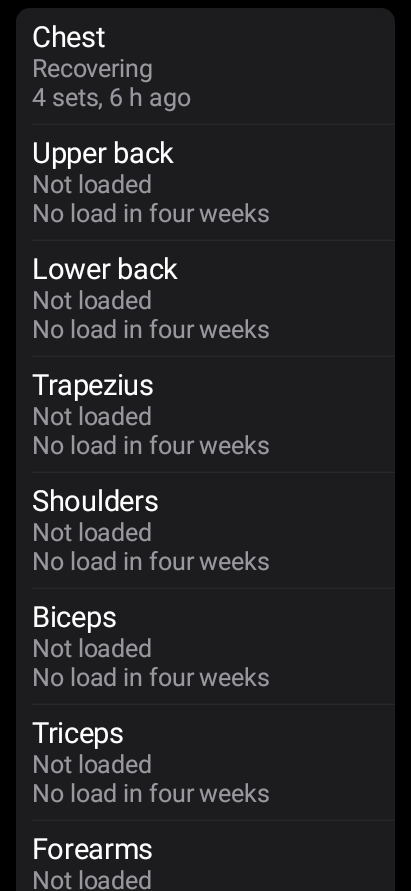 Chest
Recovering
4 sets, 6 h ago
Upper back
Not loaded
No load in four weeks
Lower back
Not loaded
No load in four weeks
Trapezius
Not loaded
No load in four weeks
Shoulders
Not loaded
No load in four weeks
Biceps
Not loaded
No load in four weeks
Triceps
Not loaded
No load in four weeks
Forearms
Not loaded